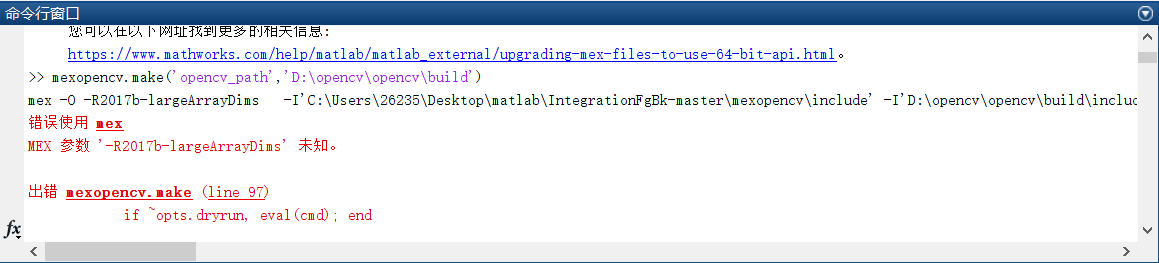 命令行窗口
您可以在以下网址找到更多的相关信息:
https://www.mathworks.com/help/matlab/matlab_external/upgrading-mex-files-to-use-64-bit-api.html。
>> mexopencv.make('opencv_path','D:\opencv\opencv\build')
mex -O -R2017b-largeArrayDims   -I'C:\Users\26235\Desktop\matlab\IntegrationFgBk-master\mexopencv\include' -I'D:\opencv\opencv\build\includ
错误使用 mex
MEX 参数 '-R2017b-largeArrayDims' 未知。
出错 mexopencv.make (line 97)
if ~opts.dryrun, eval(cmd); end
fx